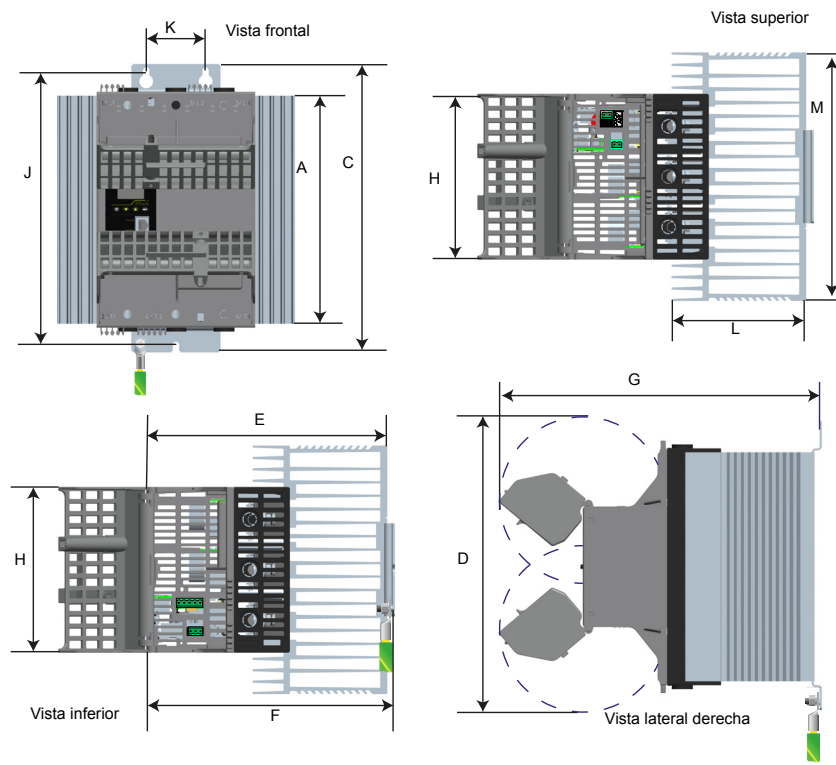 K
Vista frontal
J
A
C
Vista superior
H
M
L
E
H
F
Vista inferior
G
D
Vista lateral derecha